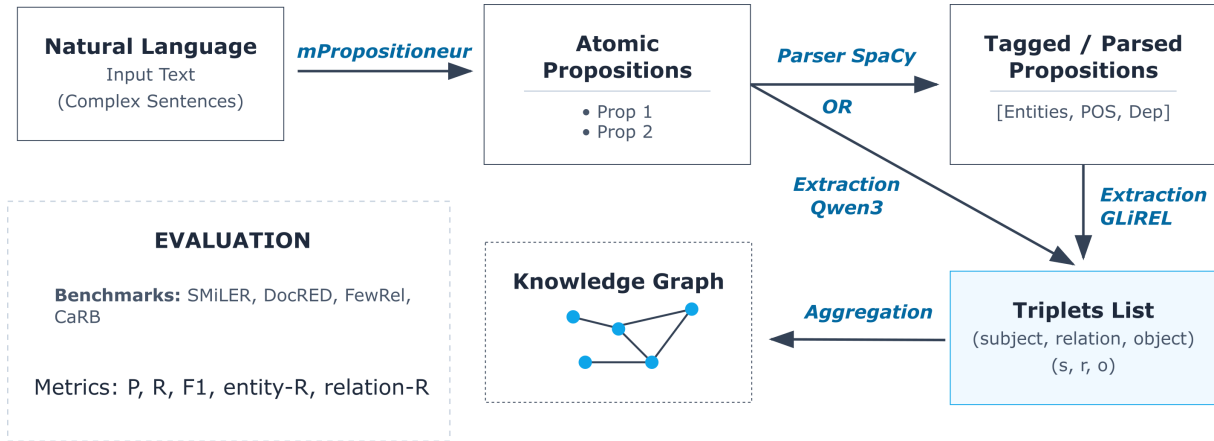 Natural Language
Input Text
(Complex Sentences)
mPropositioneur
Atomic
Propositions
• Prop 1
• Prop 2
Parser SpaCy
OR
Tagged / Parsed
Propositions
[Entities, POS, Dep]
Extraction
Qwen3
Extraction
GLiREL
Triplets List
(subject, relation, object)
(s, r, o)
Aggregation
Knowledge Graph
EVALUATION
Benchmarks: SMiLER, DocRED, FewRel,
CaRB
Metrics: P, R, F1, entity-R, relation-R